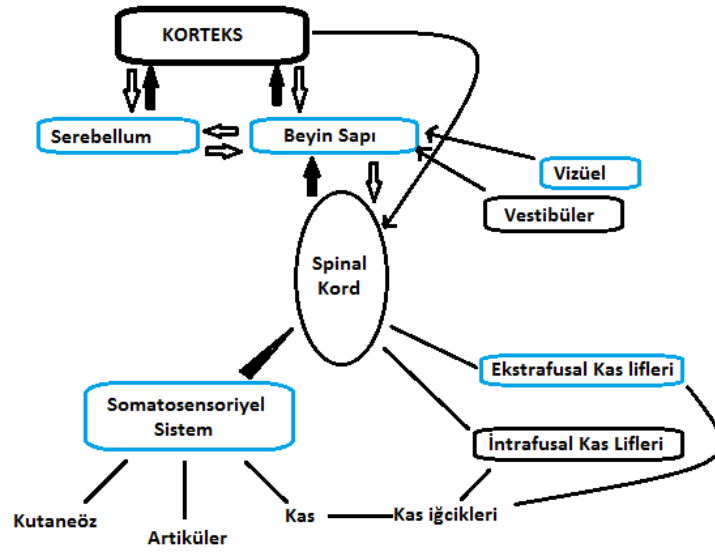 KORTEKS
Serebellum
Beyin Sapı
Vizüel
Vestibüler
Spinal
Kord
Ekstrafusal Kas lifleri
Somatosensoriyel
Sistem
İntrafusal Kas Lifleri
Kutaneöz
Artiküler
Kas
Kas iğcikleri